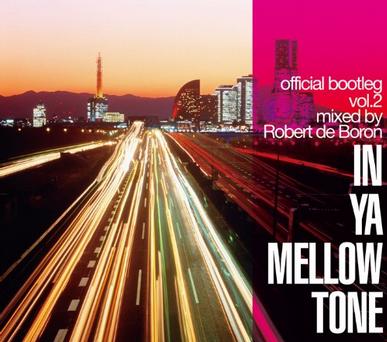 official bootleg
vol.2
mixed by
Robert de Boron
IN
YA
MELLOW
TONE